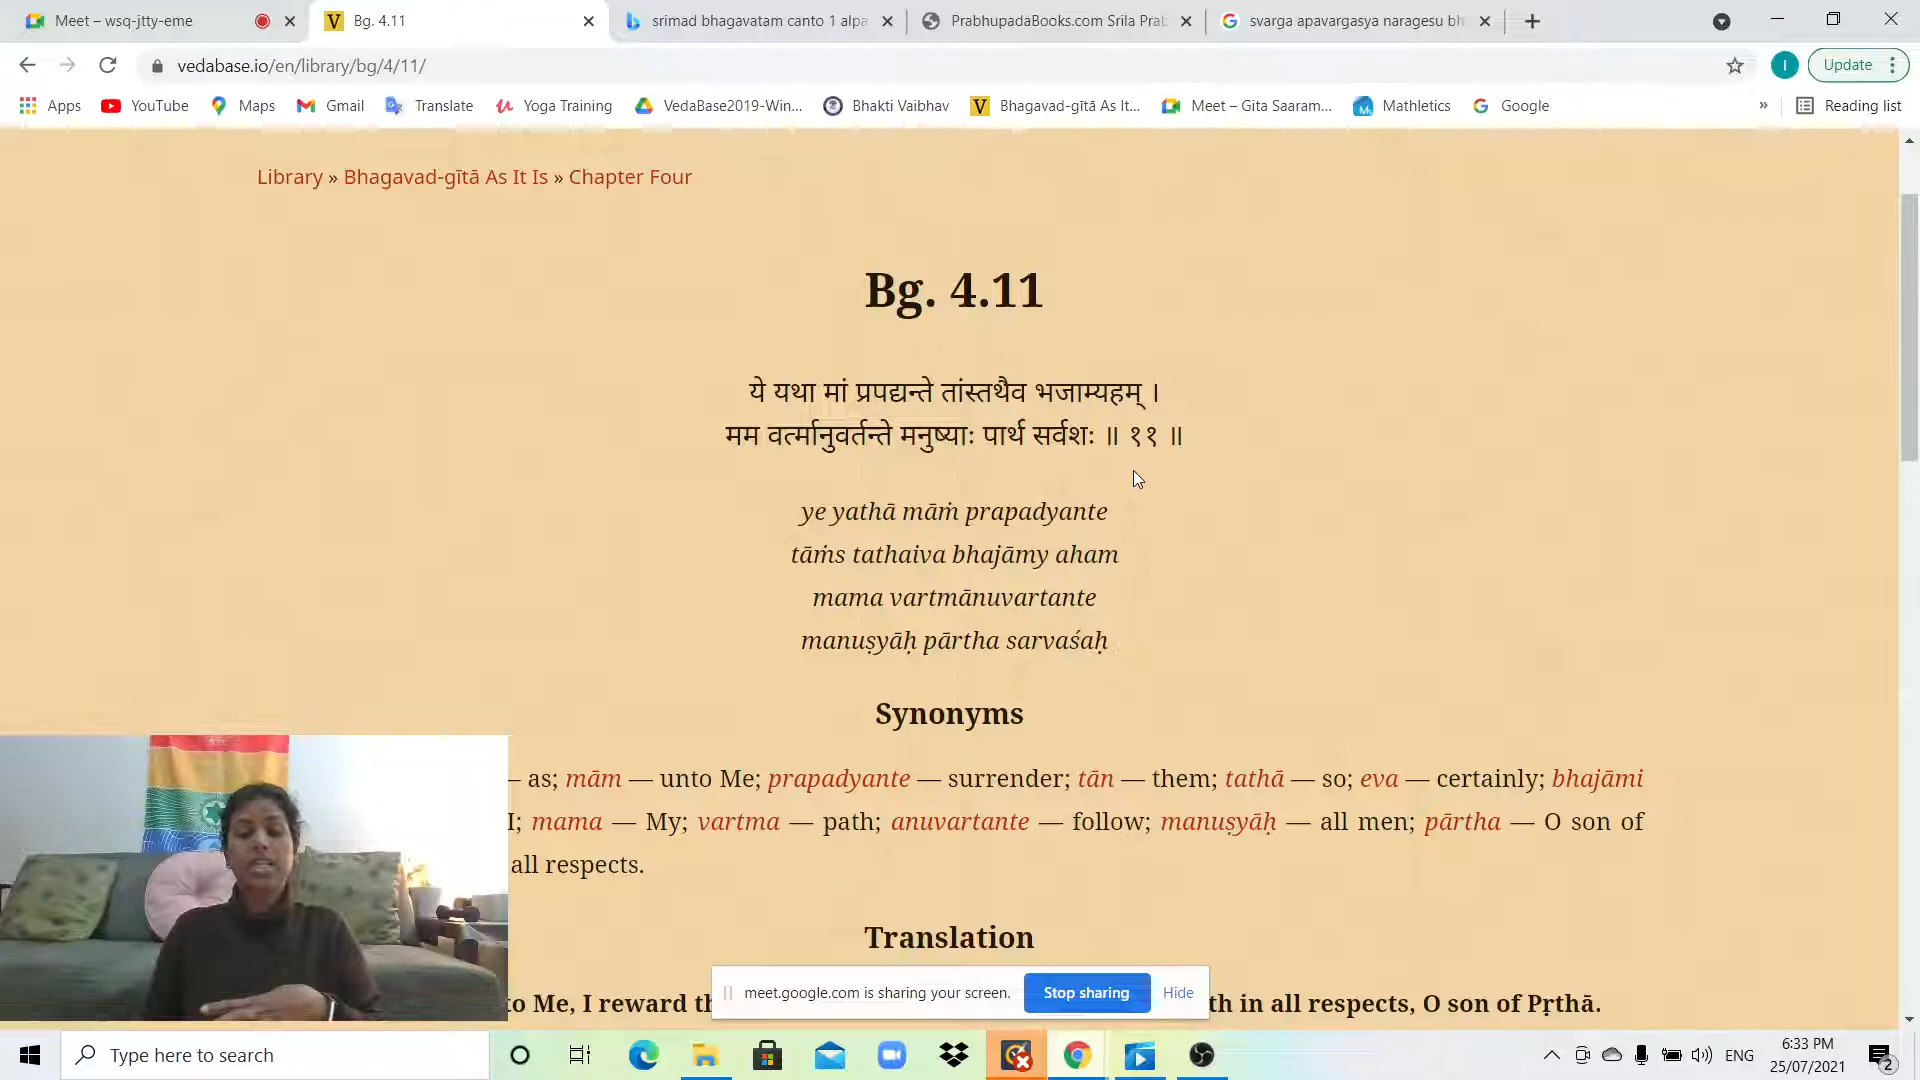 Meet – wsq-jtty-eme
Bg. 4.11
srimad bhagavatam canto 1 alpa
PrabhupadaBooks.com Srila Prab
svarga apavargasya naragesu bh
vedabase.io/en/library/bg/4/11/
I
Update
Apps
YouTube
Maps
Gmail
Translate
Yoga Training
VedaBase2019-Win...
Bhakti Vaibhav
Bhagavad-gītā As It...
Meet – Gita Saaram...
Mathletics
Google
»
Reading list
Library » Bhagavad-gītā As It Is » Chapter Four
Bg. 4.11
ये यथा मां प्रपद्यन्ते तांस्तथैव भजाम्यहम् ।
मम वर्त्मानुवर्तन्ते मनुष्याः पार्थ सर्वशः ॥ ११ ॥
ye yathā māṁ prapadyante
tāṁs tathaiva bhajāmy aham
mama vartmānuvartante
manuṣyāḥ pārtha sarvaśaḥ
Synonyms
— as; mām — unto Me; prapadyante — surrender; tān — them; tathā — so; eva — certainly; bhajāmi
I; mama — My; vartma — path; anuvartante — follow; manuṣyāḥ — all men; pārtha — O son of
all respects.
Translation
to Me, I reward th
th in all respects, O son of Pṛthā.
meet.google.com is sharing your screen.
Stop sharing
Hide
Type here to search
ENG
6:33 PM
25/07/2021
2